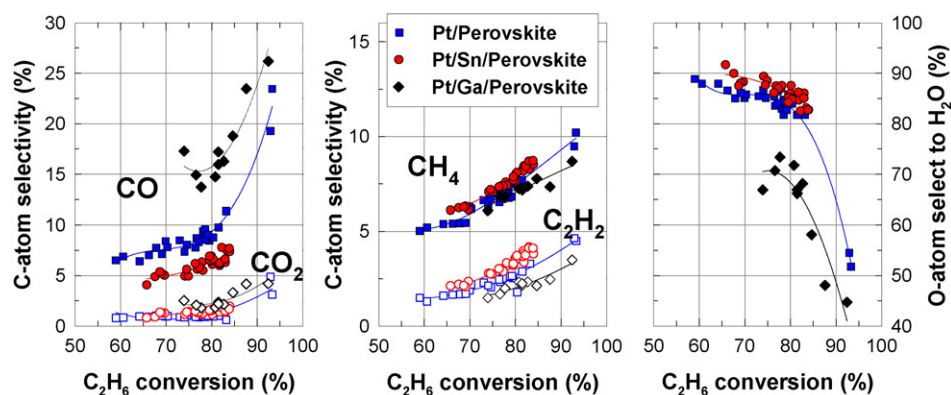 C-atom selectivity (%)
30
25
20
15
10
5
0
CO
CO2
50 60 70 80 90 100
C2H6 conversion (%)
C-atom selectivity (%)
15
10
5
0
Pt/Perovskite
Pt/Sn/Perovskite
Pt/Ga/Perovskite
CH4
C2H2
50 60 70 80 90 100
C2H6 conversion (%)
100
90
80
70
60
50
40
O-atom selectivity to H2O (%)
50 60 70 80 90 100
C2H6 conversion (%)